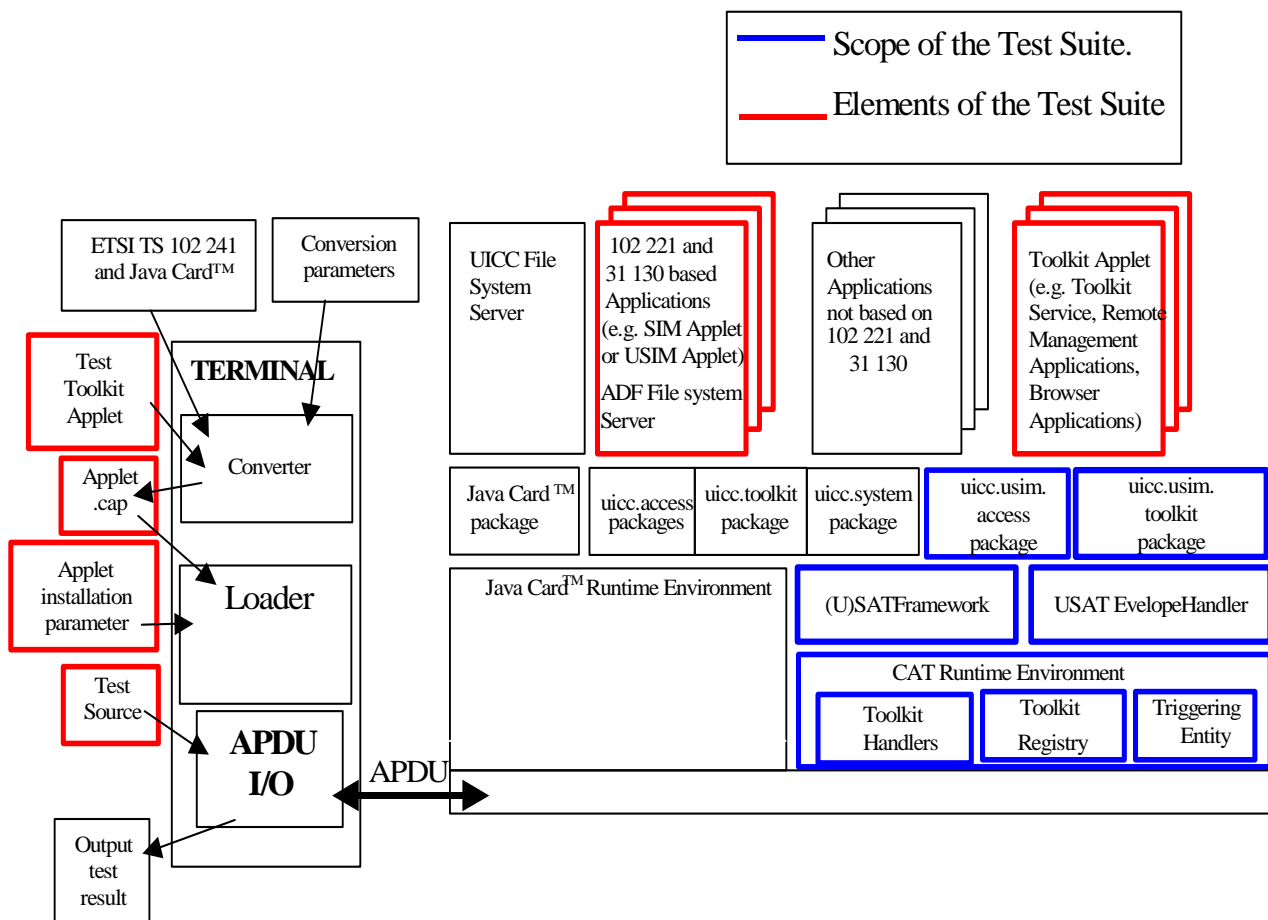 Scope of the Test Suite.
Elements of the Test Suite
ETSI TS 102 241
and Java Card™
Conversion
parameters
Test
Toolkit
Applet
Applet
.cap
Applet
installation
parameter
Test
Source
Output
test
result
TERMINAL
Converter
Loader
APDU
I/O
APDU
UICC File
System
Server
102 221 and
31 130 based
Applications
(e.g. SIM Applet
or USIM Applet)
ADF File system
Server
Other
Applications
not based on
102 221 and
31 130
Toolkit Applet
(e.g. Toolkit
Service, Remote
Management
Applications,
Browser
Applications)
Java Card™
package
uicc.access
packages
uicc.toolkit
package
uicc.system
package
uicc.usim.
access
package
uicc.usim.
toolkit
package
Java Card™ Runtime Environment
(U)SATFramework
USAT EvelopeHandler
CAT Runtime Environment
Toolkit
Handlers
Toolkit
Registry
Triggering
Entity